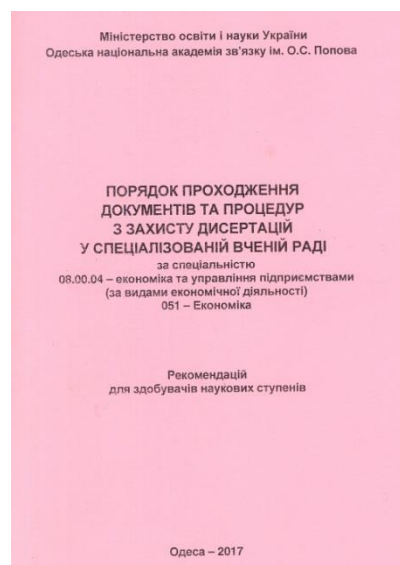 Міністерство освіти і науки України
Одеська національна академія зв'язку ім. О.С. Попова
ПОРЯДОК ПРОХОДЖЕННЯ
ДОКУМЕНТІВ ТА ПРОЦЕДУР
З ЗАХИСТУ ДИСЕРТАЦІЙ
У СПЕЦІАЛІЗОВАНІЙ ВЧЕНІЙ РАДІ
за спеціальністю
08.00.04 – економіка та управління підприємствами
(за видами економічної діяльності)
051 – Економіка
Рекомендацій
для здобувачів наукових ступенів
Одеса – 2017